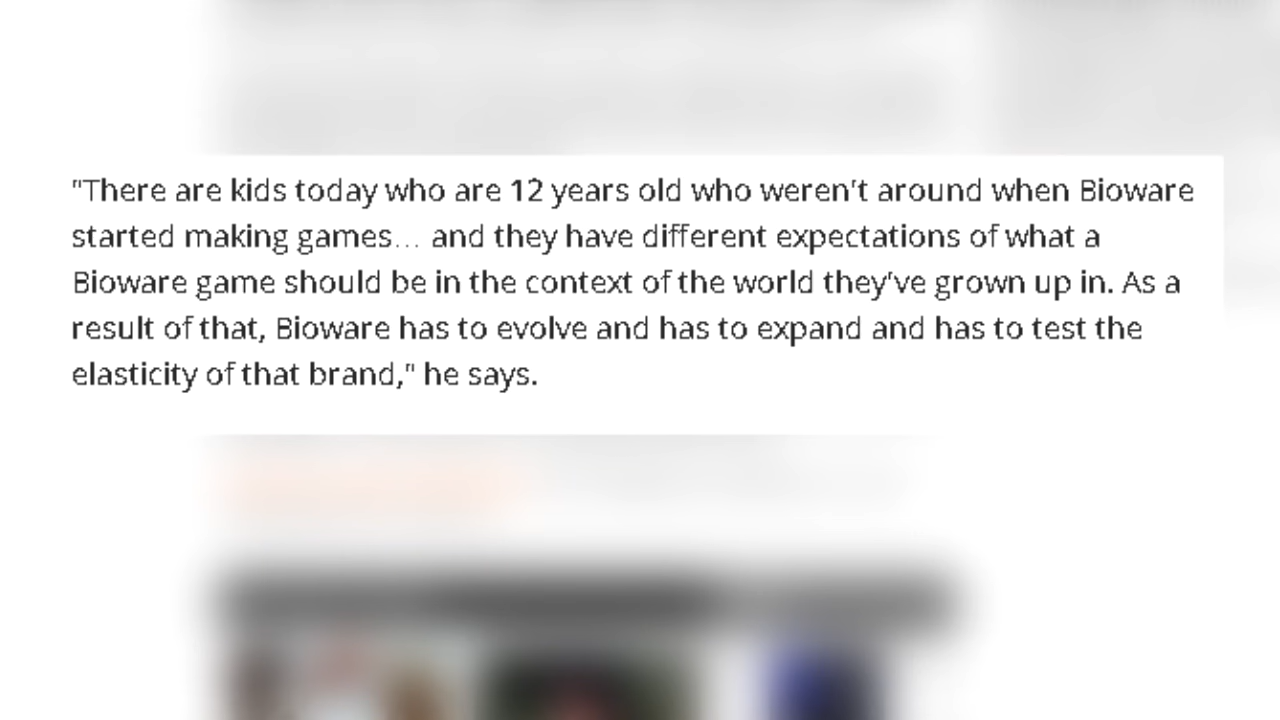 "There are kids today who are 12 years old who weren't around when Bioware
started making games... and they have different expectations of what a
Bioware game should be in the context of the world they've grown up in. As a
result of that, Bioware has to evolve and has to expand and has to test the
elasticity of that brand," he says.